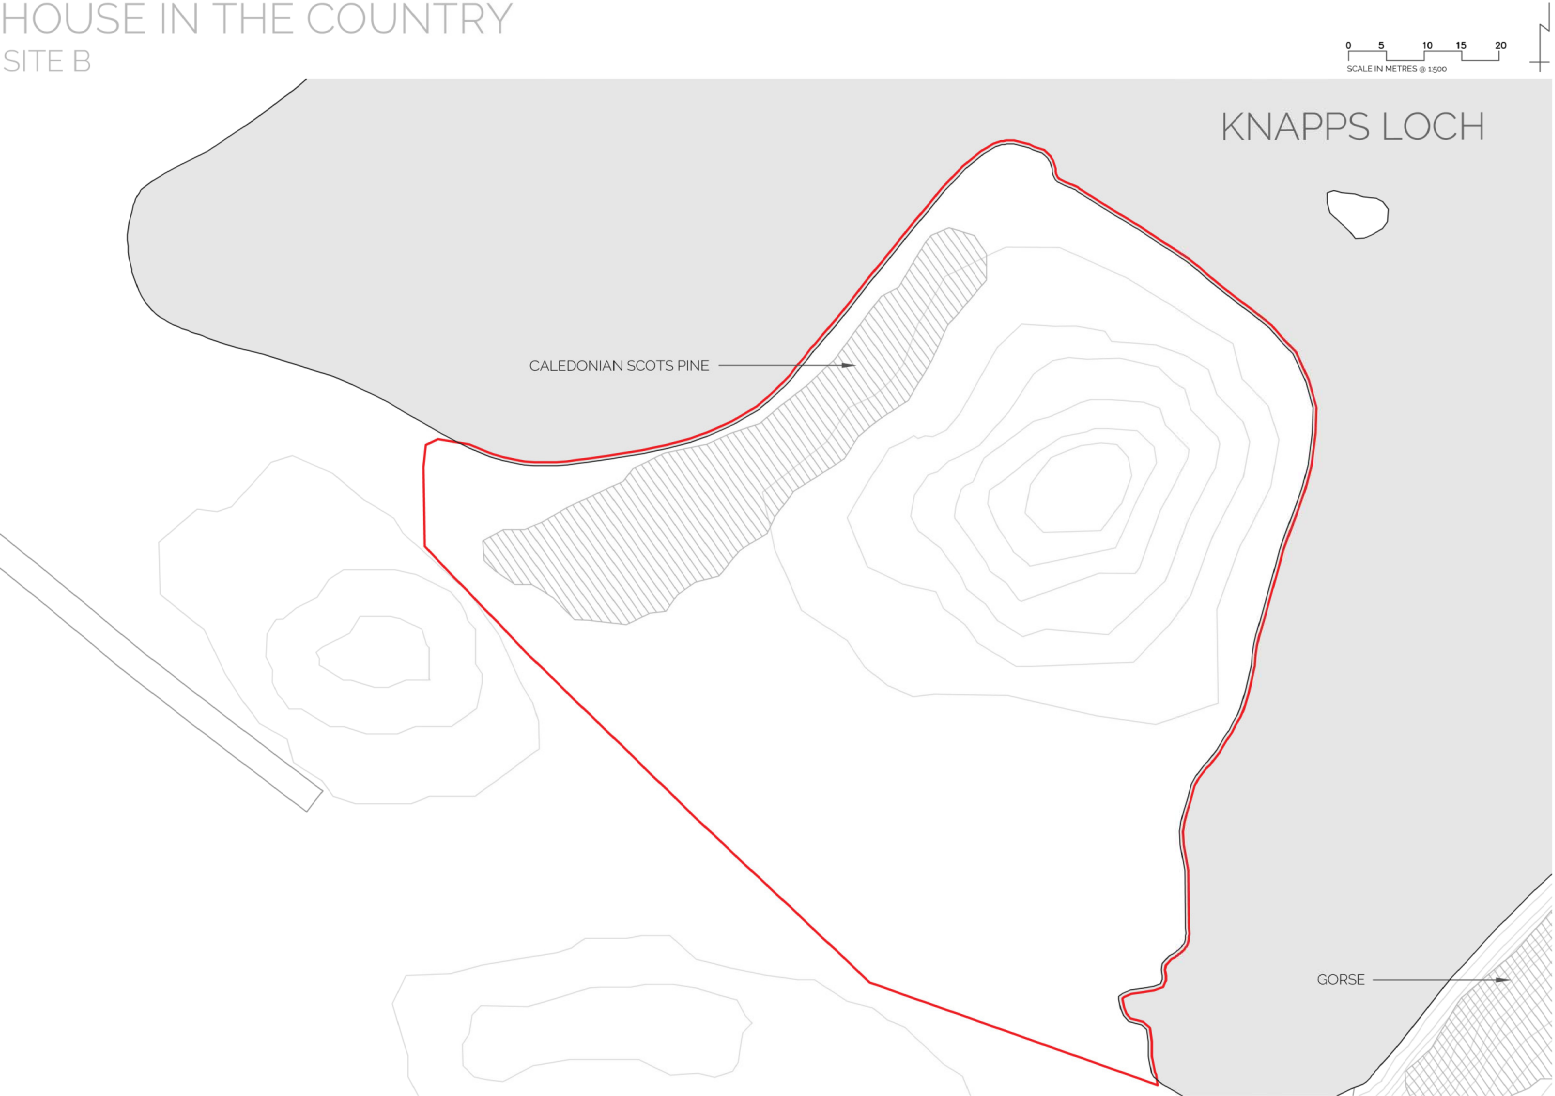 HOUSE IN THE COUNTRY
SITE B
0 5 10 15 20
SCALE IN METRES @ 1:500
N
KNAPPS LOCH
CALEDONIAN SCOTS PINE
GORSE